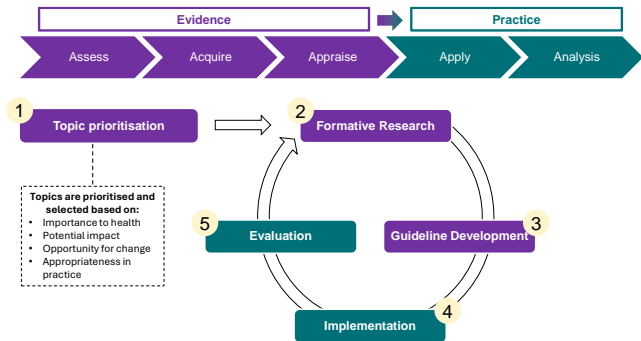 Evidence
Practice
Assess
Acquire
Appraise
Apply
Analysis
1
Topic prioritisation
2
Formative Research
Topics are prioritised and
selected based on:
• Importance to health
• Potential impact
• Opportunity for change
• Appropriateness in
practice
5
Evaluation
Guideline Development
3
4
Implementation